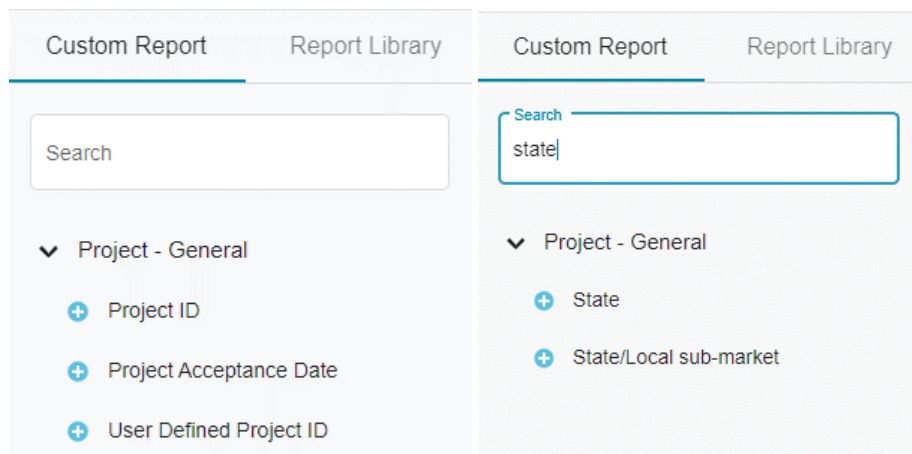 Custom Report Report Library
Search
Project - General
Project ID
Project Acceptance Date
User Defined Project ID
Custom Report Report Library
Search
state
Project - General
State
State/Local sub-market